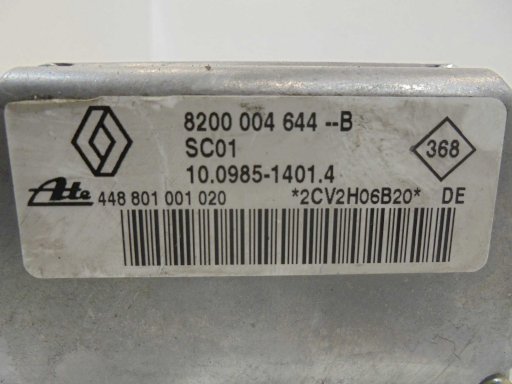 8200 004 644 --B
SC01
368
10.0985-1401.4
Ate 448 801 001 020 *2CV2H06B20* DE